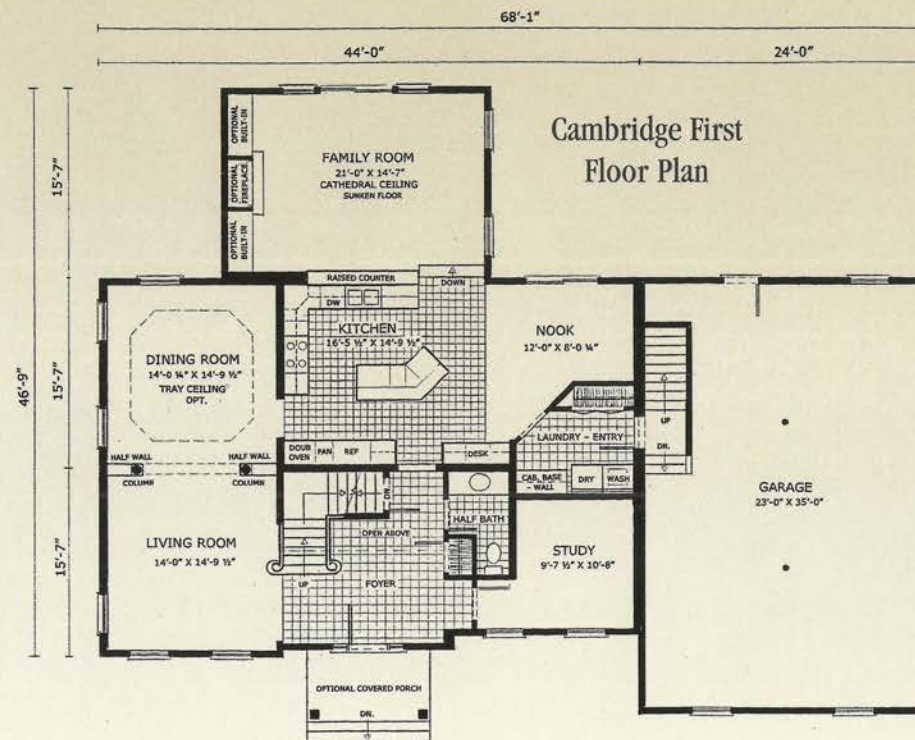 68'-1"
44'-0"
24'-0"
Cambridge First
Floor Plan
46'-9"
15'-7"
15'-7"
15'-7"
OPTIONAL
BUILT-IN
OPTIONAL
FIREPLACE
OPTIONAL
BUILT-IN
FAMILY ROOM
21'-0" X 14'-7"
CATHEDRAL CEILING
SUNKEN FLOOR
RAISED COUNTER
DOWN
DW
KITCHEN
16'-5 ½" X 14'-9 ½"
NOOK
12'-0" X 8'-0 ¼"
DINING ROOM
14'-0 ¼" X 14'-9 ½"
TRAY CEILING
OPT.
UP
DN.
LAUNDRY - ENTRY
DOUB
OVEN
PAN
REF
DESK
HALF WALL
HALF WALL
COLUMN
COLUMN
CAB. BASE
- WALL
DRY
WASH
DN.
GARAGE
23'-0" X 35'-0"
HALF BATH
OPEN ABOVE
LIVING ROOM
14'-0" X 14'-9 ½"
STUDY
9'-7 ½" X 10'-8"
UP
FOYER
OPTIONAL COVERED PORCH
DN.